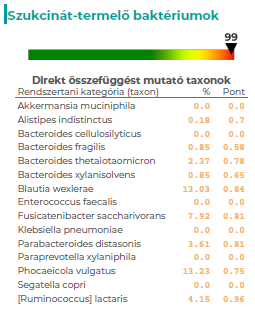 Szukcinát-termelő baktériumok
99
Direkt összefüggést mutató taxonok
Rendszertani kategória (taxon) % Pont
Akkermansia muciniphila 0.0 0.0
Alistipes indistinctus 0.18 0.7
Bacteroides cellulosilyticus 0.0 0.0
Bacteroides fragilis 0.85 0.58
Bacteroides thetaiotaomicron 2.37 0.78
Bacteroides xylanisolvens 0.85 0.65
Blautia wexlerae 13.03 0.84
Enterococcus faecalis 0.0 0.0
Fusicatenibacter saccharivorans 7.92 0.81
Klebsiella pneumoniae 0.0 0.0
Parabacteroides distasonis 3.61 0.81
Paraprevotella xylaniphila 0.0 0.0
Phocaeicola vulgatus 13.23 0.75
Segatella copri 0.0 0.0
[Ruminococcus] lactaris 4.15 0.96